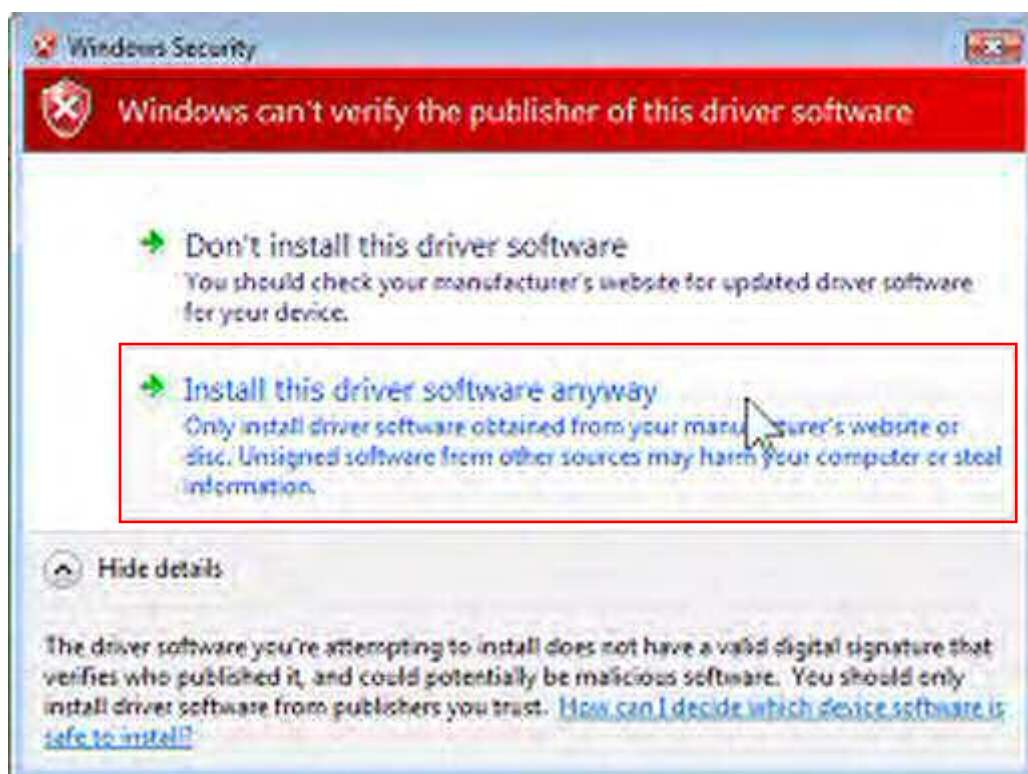 Windows Security
Windows can't verify the publisher of this driver software
Don't install this driver software
You should check your manufacturer's website for updated driver software
for your device.
Install this driver software anyway
Only install driver software obtained from your manu turer's website or
disc. Unsigned software from other sources may harm your computer or steal
information.
Hide details
The driver software you're attempting to install does not have a valid digital signature that
verifies who published it, and could potentially be malicious software. You should only
install driver software from publishers you trust. How can I decide which device software is
safe to install?